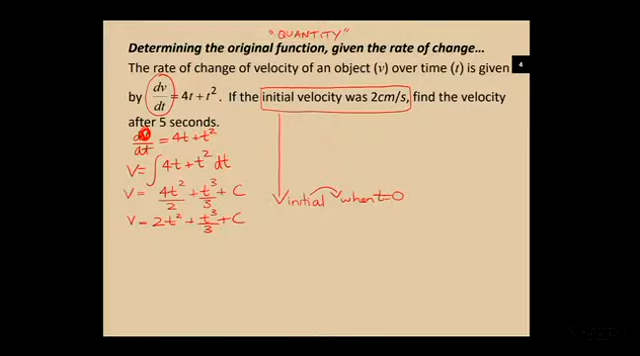 "QUANTITY"
Determining the original function, given the rate of change...
The rate of change of velocity of an object (v) over time (t) is given
4
by dv/dt = 4t + t². If the initial velocity was 2cm/s, find the velocity
after 5 seconds.
dv/dt = 4t + t²
V = ∫ 4t + t² dt
V = 4t²/2 + t³/3 + C
V initial when t=0
V = 2t² + t³/3 + C